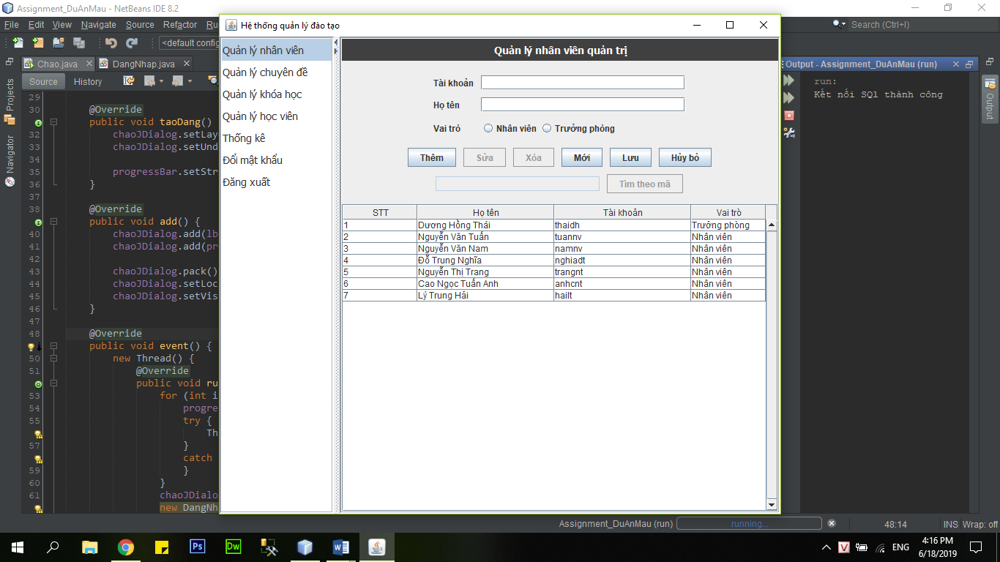 Assignment_DuAnMau - NetBeans IDE 8.2
File Edit View Navigate Source Refactor Ru
Search (Ctrl+I)
<default config
Chao.java
DangNhap.java
Source History
Projects
Navigator
29
30 @Override
public void taoDang()
32 chaoJDialog.setLay
33 chaoJDialog.setUnd
34
35 progressBar.setStr
36 }
37
38 @Override
public void add() {
40 chaoJDialog.add(lb
41 chaoJDialog.add(pr
42
43 chaoJDialog.pack()
44 chaoJDialog.setLoc
45 chaoJDialog.setVis
46 }
47
48 @Override
public void event() {
50 new Thread() {
51 @Override
public void ru
53 for (int i
54 progre
55 try {
Th
57 }
catch
59 }
60 }
61 chaoJDialo
new DangNh
Hệ thống quản lý đào tạo
Quản lý nhân viên
Quản lý chuyên đề
Quản lý khóa học
Quản lý học viên
Thống kê
Đổi mật khẩu
Đăng xuất
Quản lý nhân viên quản trị
Tài khoản
Họ tên
Vai trò Nhân viên Trưởng phòng
Thêm Sửa Xóa Mới Lưu Hủy bỏ
Tìm theo mã
STT Họ tên Tài khoản Vai trò
1 Dương Hồng Thái thaidh Trưởng phòng
2 Nguyễn Văn Tuấn tuannv Nhân viên
3 Nguyễn Văn Nam namnv Nhân viên
4 Đỗ Trung Nghĩa nghiadt Nhân viên
5 Nguyễn Thị Trang trangnt Nhân viên
6 Cao Ngọc Tuấn Anh anhcnt Nhân viên
7 Lý Trung Hải hailt Nhân viên
Output - Assignment_DuAnMau (run)
run:
Kết nối SQl thành công
Output
Assignment_DuAnMau (run) running... 48:14 INS Wrap: off
Ps
Dw
W
V
ENG
4:16 PM
6/18/2019